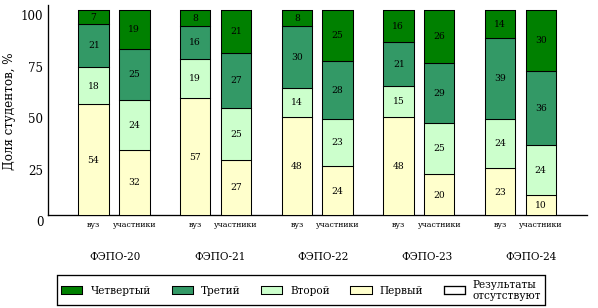 Доля студентов, %
100
75
50
25
0
7 19 8 21 8 25 16 26 14 30
21 25 16 27 30 28 21 29 39 36
18 24 19 25 14 23 15 25 24 24
54 32 57 27 48 24 48 20 23 10
вуз участники вуз участники вуз участники вуз участники вуз участники
ФЭПО-20 ФЭПО-21 ФЭПО-22 ФЭПО-23 ФЭПО-24
Четвертый Третий Второй Первый Результаты
отсутствуют